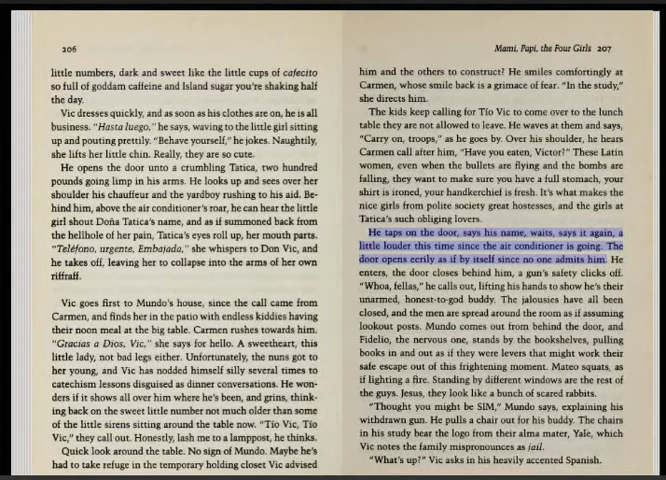 206
little numbers, dark and sweet like the little cups of cafecito
so full of goddam caffeine and Island sugar you're shaking half
the day.
Vic dresses quickly, and as soon as his clothes are on, he is all
business. "Hasta luego," he says, waving to the little girl sitting
up and pouting prettily. "Behave yourself," he jokes. Naughtily,
she lifts her little chin. Really, they are so cute.
He opens the door unto a crumbling Tatica, two hundred
pounds going limp in his arms. He looks up and sees over her
shoulder his chauffeur and the yardboy rushing to his aid. Be-
hind him, above the air conditioner's roar, he can hear the little
girl shout Doña Tatica's name, and as if summoned back from
the hellhole of her pain, Tatica's eyes roll up, her mouth parts.
"Teléfono, urgente, Embajada," she whispers to Don Vic, and
he takes off, leaving her to collapse into the arms of her own
riffraff.
Vic goes first to Mundo's house, since the call came from
Carmen, and finds her in the patio with endless kiddies having
their noon meal at the big table. Carmen rushes towards him.
"Gracias a Dios, Vic," she says for hello. A sweetheart, this
little lady, not bad legs either. Unfortunately, the nuns got to
her young, and Vic has nodded himself silly several times to
catechism lessons disguised as dinner conversations. He won-
ders if it shows all over him where he's been, and grins, think-
ing back on the sweet little number not much older than some
of the little sirens sitting around the table now. "Tío Vic, Tío
Vic," they call out. Honestly, lash me to a lamppost, he thinks.
Quick look around the table. No sign of Mundo. Maybe he's
had to take refuge in the temporary holding closet Vic advised
Mami, Papi, the Four Girls 207
him and the others to construct? He smiles comfortingly at
Carmen, whose smile back is a grimace of fear. "In the study,"
she directs him.
The kids keep calling for Tío Vic to come over to the lunch
table they are not allowed to leave. He waves at them and says,
"Carry on, troops," as he goes by. Over his shoulder, he hears
Carmen call after him, "Have you eaten, Victor?" These Latin
women, even when the bullets are flying and the bombs are
falling, they want to make sure you have a full stomach, your
shirt is ironed, your handkerchief is fresh. It's what makes the
nice girls from polite society great hostesses, and the girls at
Tatica's such obliging lovers.
He taps on the door, says his name, waits, says it again, a
little louder this time since the air conditioner is going. The
door opens eerily as if by itself since no one admits him. He
enters, the door closes behind him, a gun's safety clicks off.
"Whoa, fellas," he calls out, lifting his hands to show he's their
unarmed, honest-to-god buddy. The jalousies have all been
closed, and the men are spread around the room as if assuming
lookout posts. Mundo comes out from behind the door, and
Fidelio, the nervous one, stands by the bookshelves, pulling
books in and out as if they were levers that might work their
safe escape out of this frightening moment. Mateo squats, as
if lighting a fire. Standing by different windows are the rest of
the guys. Jesus, they look like a bunch of scared rabbits.
"Thought you might be SIM," Mundo says, explaining his
withdrawn gun. He pulls a chair out for his buddy. The chairs
in his study bear the logo from their alma mater, Yale, which
Vic notes the family mispronounces as jail.
"What's up?" Vic asks in his heavily accented Spanish.